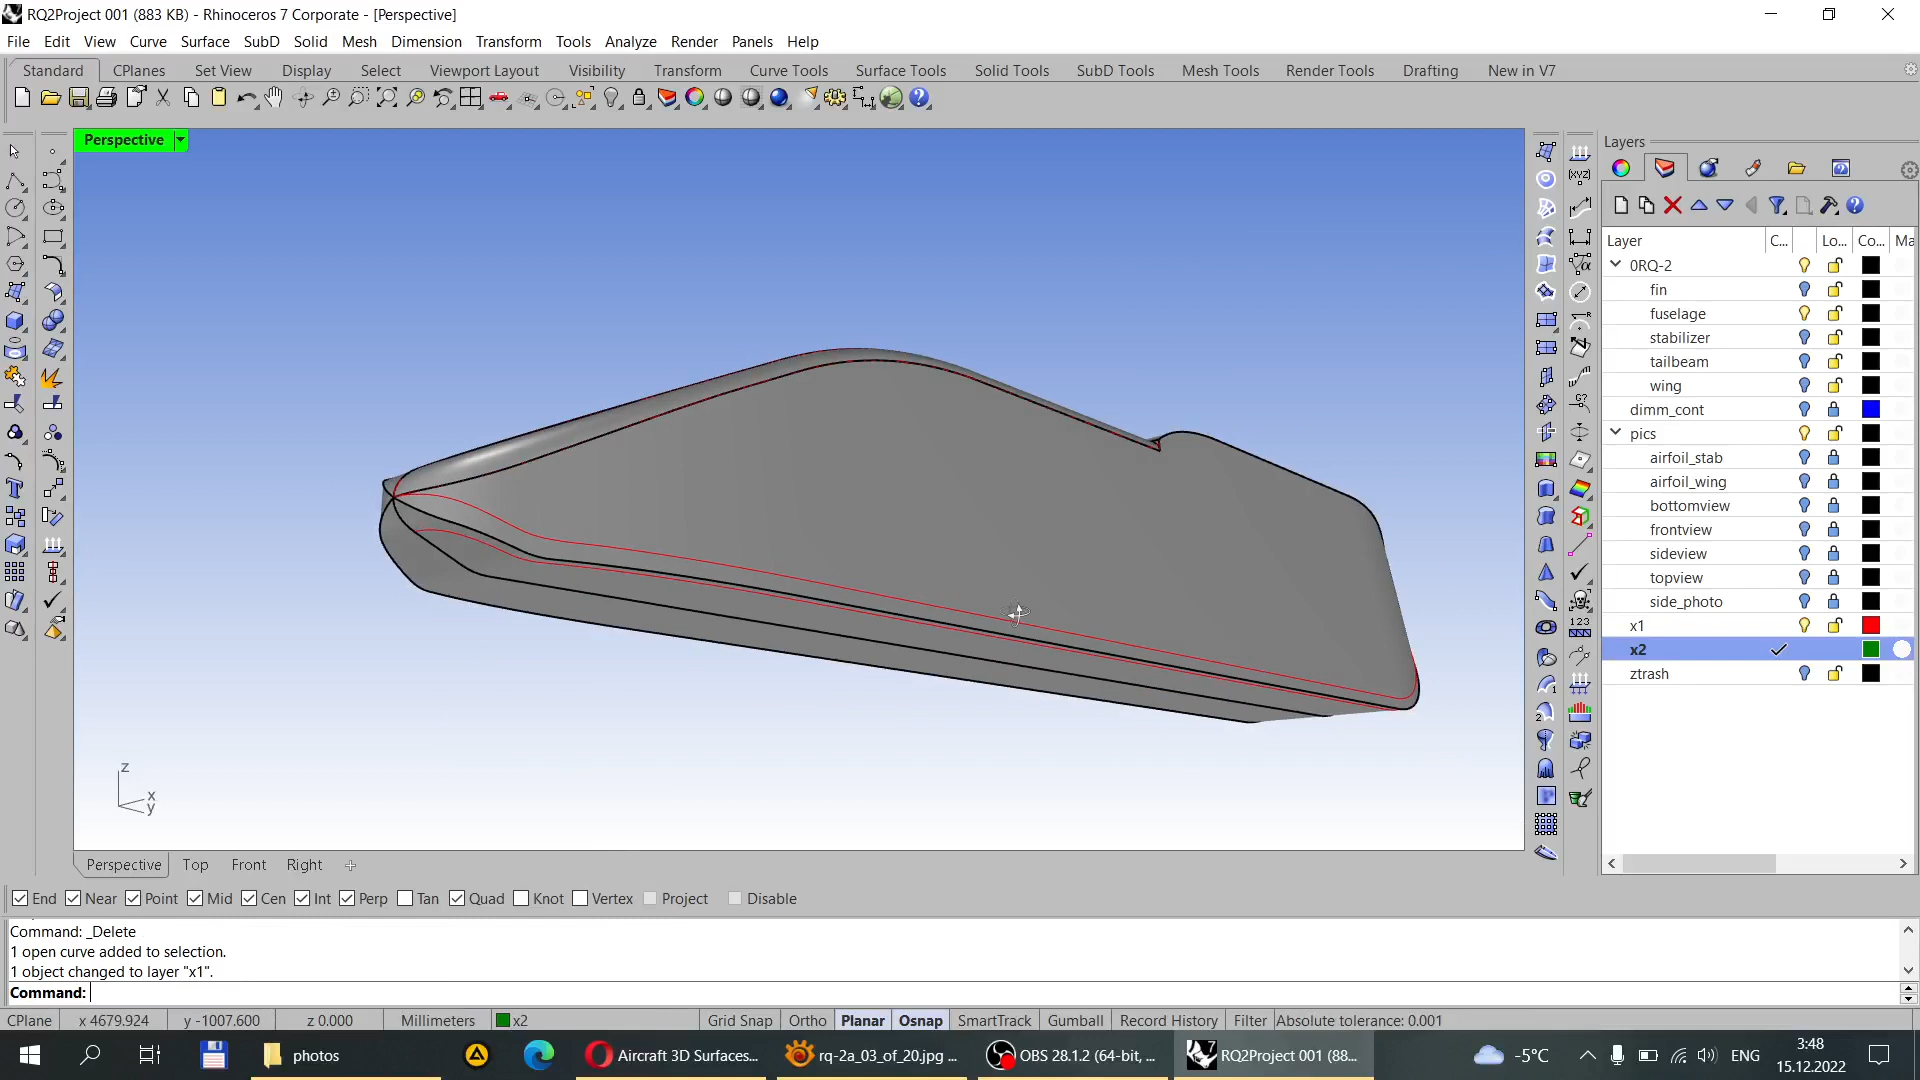 RQ2Project 001 (883 KB) - Rhinoceros 7 Corporate - [Perspective]
File Edit View Curve Surface SubD Solid Mesh Dimension Transform Tools Analyze Render Panels Help
Standard CPlanes Set View Display Select Viewport Layout Visibility Transform Curve Tools Surface Tools Solid Tools SubD Tools Mesh Tools Render Tools Drafting New in V7
Perspective
Layers
Layer C... Lo... Co... Ma
0RQ-2
fin
fuselage
stabilizer
tailbeam
wing
dimm_cont
pics
airfoil_stab
airfoil_wing
bottomview
frontview
sideview
topview
side_photo
x1
x2
ztrash
z
x
y
Perspective Top Front Right
End Near Point Mid Cen Int Perp Tan Quad Knot Vertex Project Disable
Command: _Delete
1 open curve added to selection.
1 object changed to layer "x1".
Command:
CPlane x 4679.924 y -1007.600 z 0.000 Millimeters x2 Grid Snap Ortho Planar Osnap SmartTrack Gumball Record History Filter Absolute tolerance: 0.001
photos Aircraft 3D Surfaces... rq-2a_03_of_20.jpg ... OBS 28.1.2 (64-bit, ... RQ2Project 001 (88... -5°C ENG 3:48
15.12.2022